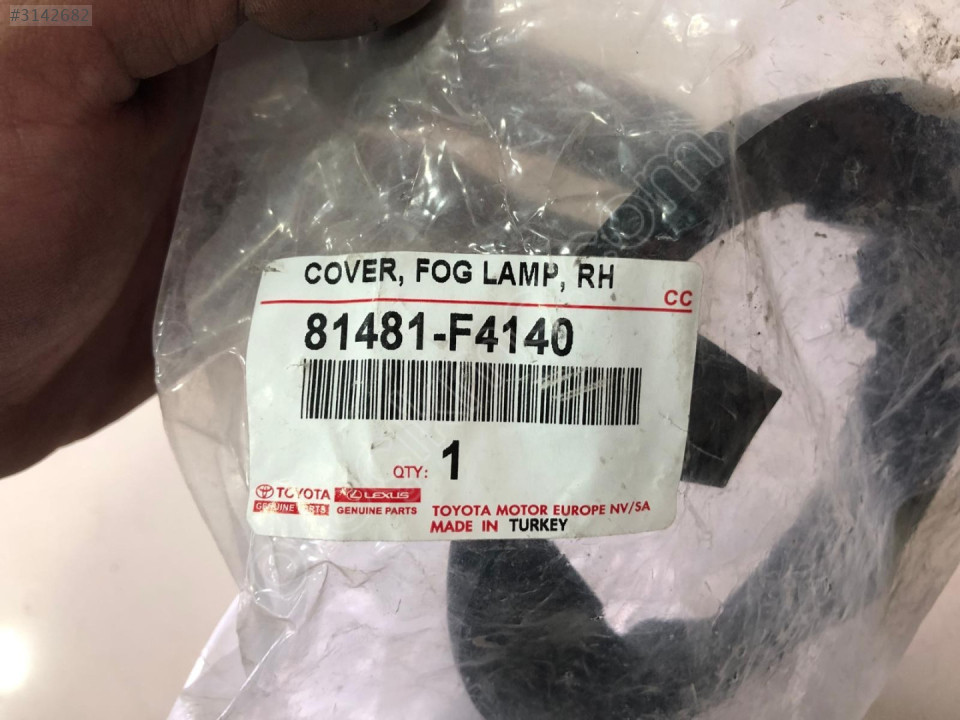 #3142682
COVER, FOG LAMP, RH
CC
81481-F4140
QTY: 1
TOYOTA LEXUS
GENUINE PARTS GENUINE PARTS
TOYOTA MOTOR EUROPE NV/SA
MADE IN TURKEY
.com